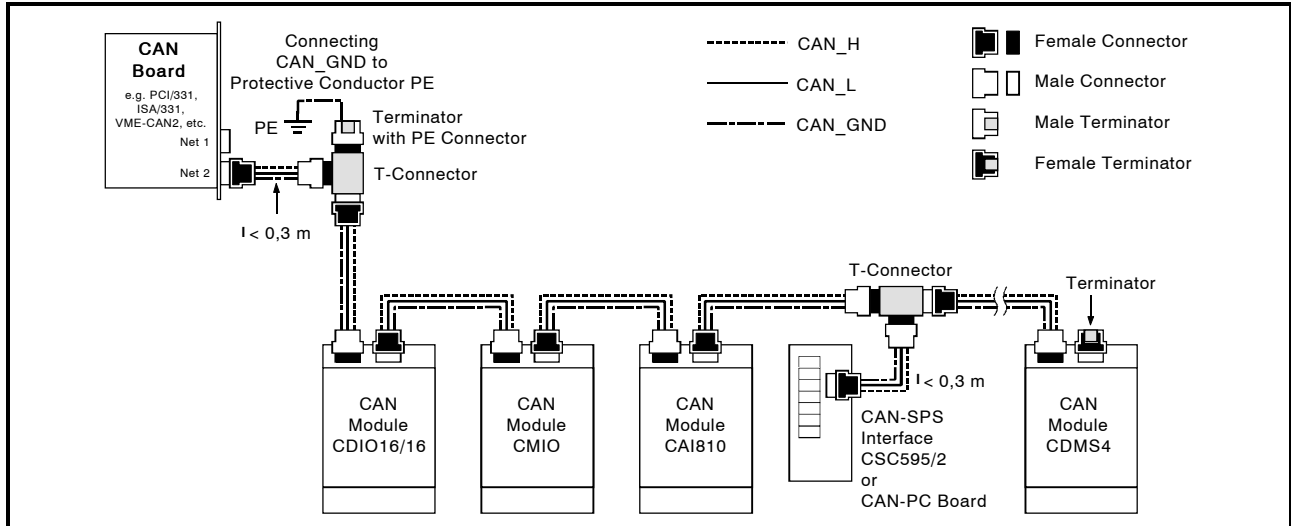 CAN
Board
e.g. PCI/331,
ISA/331,
VME-CAN2, etc.
Net 1
Net 2
Connecting
CAN_GND to
Protective Conductor PE
PE
Terminator
with PE Connector
T-Connector
l < 0,3 m
CAN_H
CAN_L
CAN_GND
Female Connector
Male Connector
Male Terminator
Female Terminator
T-Connector
Terminator
l < 0,3 m
CAN
Module
CDIO16/16
CAN
Module
CMIO
CAN
Module
CAI810
CAN-SPS
Interface
CSC595/2
or
CAN-PC Board
CAN
Module
CDMS4